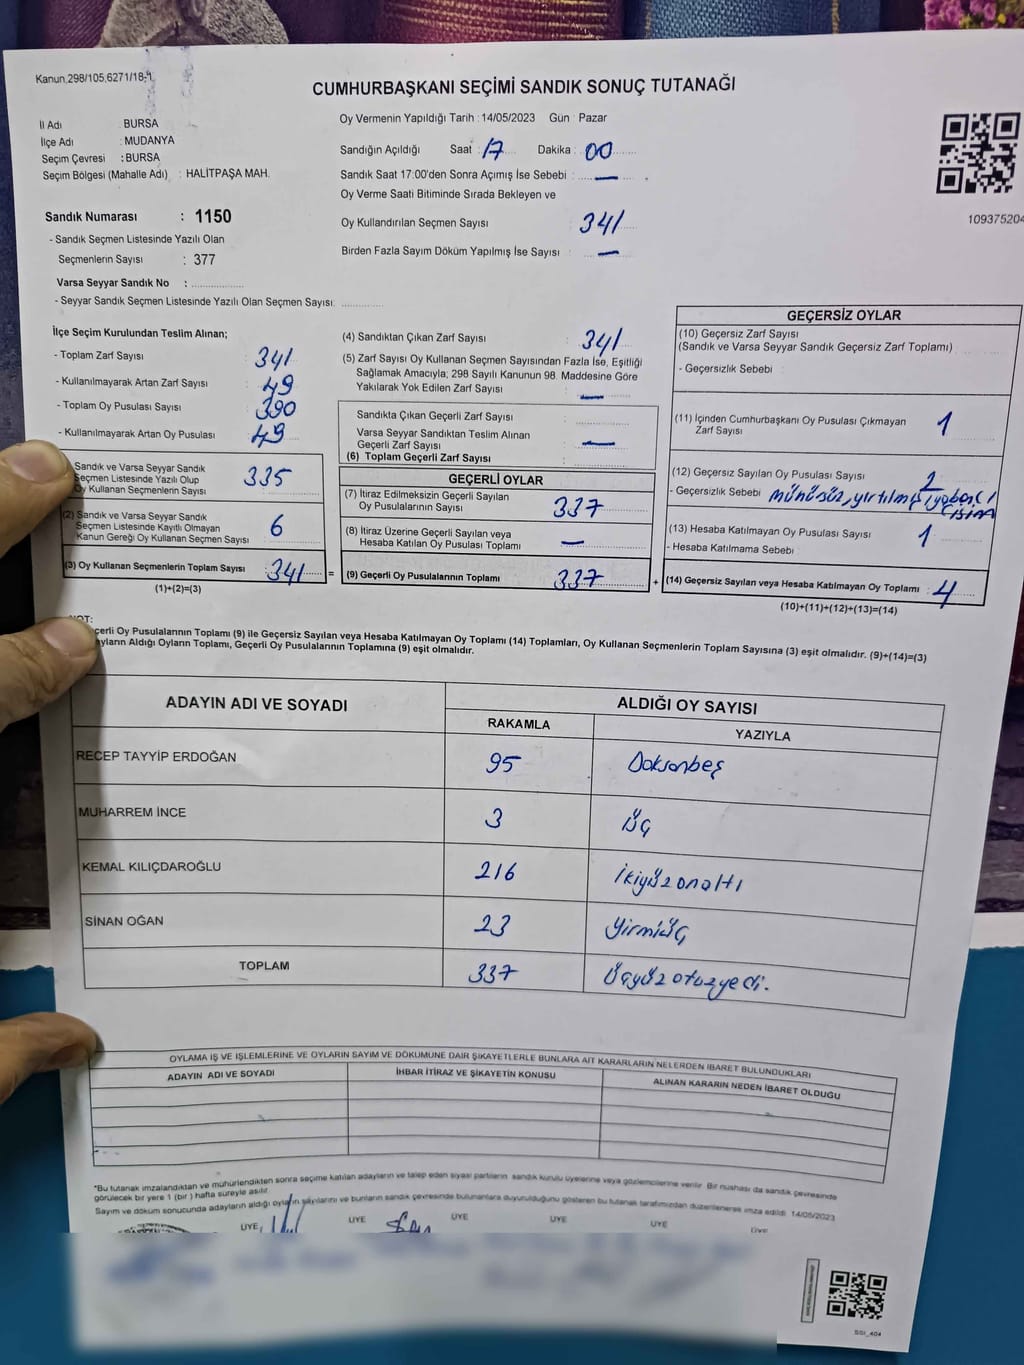 Kanun,298/105,6271/18-1
CUMHURBAŞKANI SEÇİMİ SANDIK SONUÇ TUTANAĞI
İl Adı : BURSA
İlçe Adı : MUDANYA
Seçim Çevresi : BURSA
Seçim Bölgesi (Mahalle Adı) : HALİTPAŞA MAH.
Sandık Numarası : 1150
- Sandık Seçmen Listesinde Yazılı Olan
Seçmenlerin Sayısı : 377
Varsa Seyyar Sandık No :
- Seyyar Sandık Seçmen Listesinde Yazılı Olan Seçmen Sayısı:
Oy Vermenin Yapıldığı Tarih : 14/05/2023 Gün : Pazar
Sandığın Açıldığı Saat : 17 Dakika : 00
Sandık Saat 17:00'den Sonra Açımış İse Sebebi : —
Oy Verme Saati Bitiminde Sırada Bekleyen ve
Oy Kullandırılan Seçmen Sayısı : 341
Birden Fazla Sayım Döküm Yapılmış İse Sayısı : —
109375204
İlçe Seçim Kurulundan Teslim Alınan;
- Toplam Zarf Sayısı : 341
- Kullanılmayarak Artan Zarf Sayısı : 49
- Toplam Oy Pusulası Sayısı : 390
- Kullanılmayarak Artan Oy Pusulası : 49
Sandık ve Varsa Seyyar Sandık
Seçmen Listesinde Yazılı Olup
Oy Kullanan Seçmenlerin Sayısı : 335
(2) Sandık ve Varsa Seyyar Sandık
Seçmen Listesinde Kayıtlı Olmayan
Kanun Gereği Oy Kullanan Seçmen Sayısı : 6
(3) Oy Kullanan Seçmenlerin Toplam Sayısı : 341 =
(1)+(2)=(3)
(4) Sandıktan Çıkan Zarf Sayısı : 341
(5) Zarf Sayısı Oy Kullanan Seçmen Sayısından Fazla İse, Eşitliği
Sağlamak Amacıyla; 298 Sayılı Kanunun 98. Maddesine Göre
Yakılarak Yok Edilen Zarf Sayısı : —
Sandıkta Çıkan Geçerli Zarf Sayısı :
Varsa Seyyar Sandıktan Teslim Alınan
Geçerli Zarf Sayısı : —
(6) Toplam Geçerli Zarf Sayısı :
GEÇERLİ OYLAR
(7) İtiraz Edilmeksizin Geçerli Sayılan
Oy Pusulalarının Sayısı : 337
(8) İtiraz Üzerine Geçerli Sayılan veya
Hesaba Katılan Oy Pusulası Toplamı : —
(9) Geçerli Oy Pusulalarının Toplamı : 337 +
GEÇERSİZ OYLAR
(10) Geçersiz Zarf Sayısı
(Sandık ve Varsa Seyyar Sandık Geçersiz Zarf Toplamı) :
- Geçersizlik Sebebi :
(11) İçinden Cumhurbaşkanı Oy Pusulası Çıkmayan
Zarf Sayısı : 1
(12) Geçersiz Sayılan Oy Pusulası Sayısı : 2
- Geçersizlik Sebebi : mühürsüz, yırtılmış, yabancı
cisim
(13) Hesaba Katılmayan Oy Pusulası Sayısı : 1
- Hesaba Katılmama Sebebi :
(14) Geçersiz Sayılan veya Hesaba Katılmayan Oy Toplamı : 4
(10)+(11)+(12)+(13)=(14)
NOT:
çerli Oy Pusulalarının Toplamı (9) ile Geçersiz Sayılan veya Hesaba Katılmayan Oy Toplamı (14) Toplamları, Oy Kullanan Seçmenlerin Toplam Sayısına (3) eşit olmalıdır. (9)+(14)=(3)
ayların Aldığı Oyların Toplamı, Geçerli Oy Pusulalarının Toplamına (9) eşit olmalıdır.
ADAYIN ADI VE SOYADI ALDIĞI OY SAYISI
RAKAMLA YAZIYLA
RECEP TAYYİP ERDOĞAN 95 Doksanbeş
MUHARREM İNCE 3 Üç
KEMAL KILIÇDAROĞLU 216 İkiyüzonaltı
SİNAN OĞAN 23 Yirmiüç
TOPLAM 337 Üçyüzotuzyedi.
OYLAMA İŞ VE İŞLEMLERİNE VE OYLARIN SAYIM VE DÖKÜMÜNE DAİR ŞİKAYETLERLE BUNLARA AİT KARARLARIN NELERDEN İBARET BULUNDUKLARI
ADAYIN ADI VE SOYADI İHBAR İTİRAZ VE ŞİKAYETİN KONUSU ALINAN KARARIN NEDEN İBARET OLDUĞU
*Bu tutanak imzalandıktan ve mühürlendikten sonra seçime katılan adayların ve talep eden siyasi partilerin sandık kurulu üyelerine veya gözlemcilerine verilir. Bir nüshası da sandık çevresinde
görülecek bir yere 1 (bir) hafta süreyle asılır.
Sayım ve döküm sonucunda adayların aldığı oyların sayılarını ve bunların sandık çevresinde bulunanlara duyurulduğunu gösteren bu tutanak tarafımızdan düzenlenerek imza edildi. 14/05/2023
ÜYE ÜYE ÜYE ÜYE ÜYE ÜYE
SSI_404